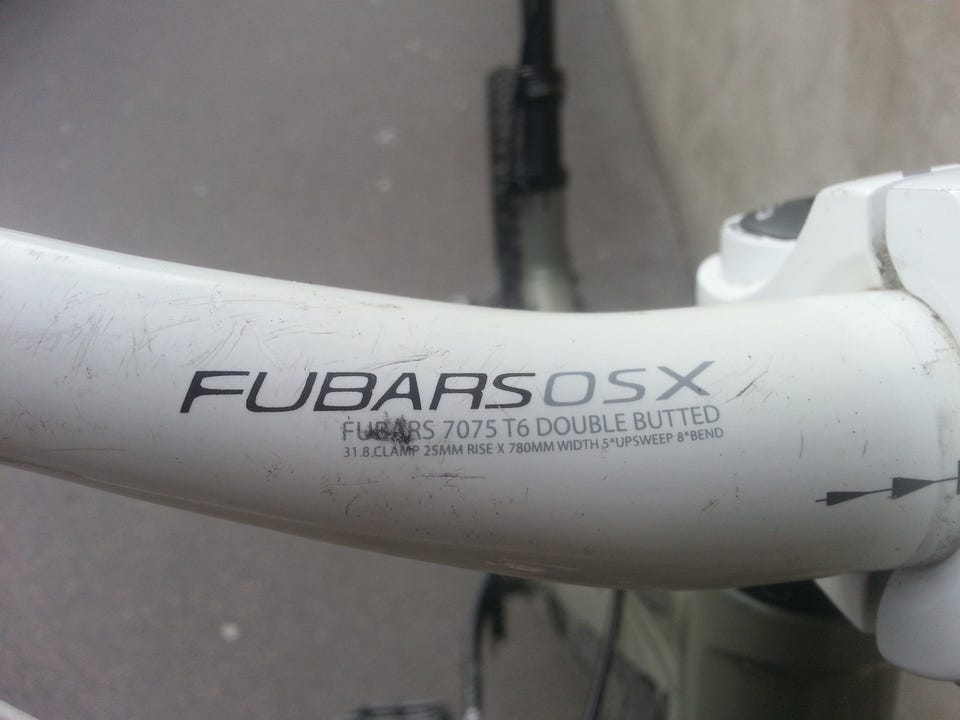 FUBARSOSX
FUBARS 7075 T6 DOUBLE BUTTED
31.8 CLAMP 25MM RISE X 780MM WIDTH 5°UPSWEEP 8°BEND